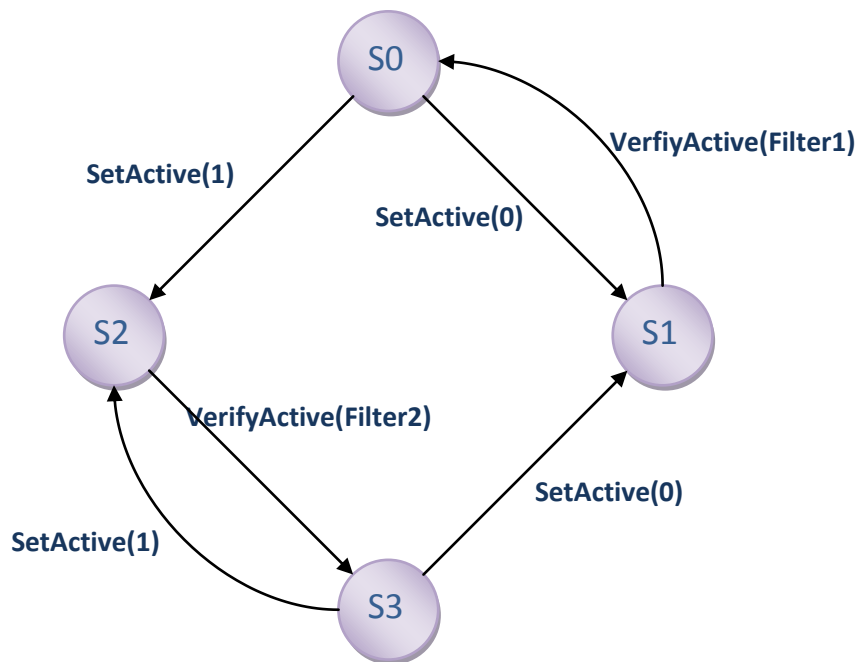 S0
VerfiyActive(Filter1)
SetActive(1)
SetActive(0)
S2
S1
VerifyActive(Filter2)
SetActive(0)
SetActive(1)
S3